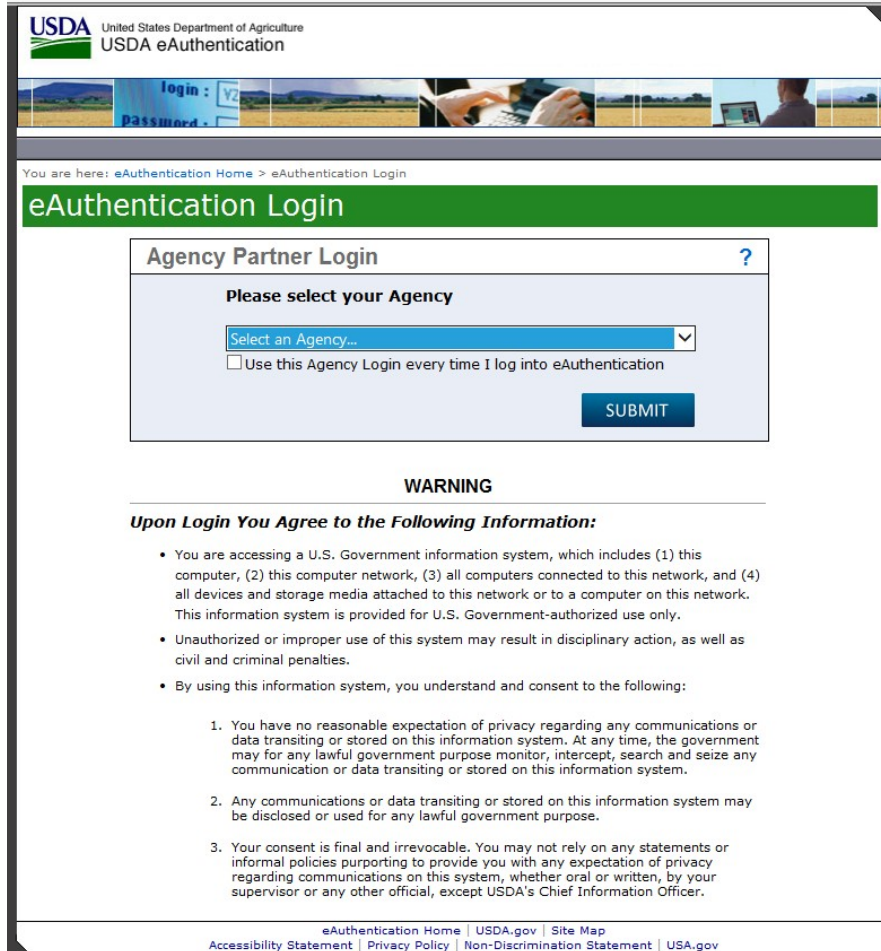 USDA United States Department of Agriculture
USDA eAuthentication
login : YZ
password :
You are here: eAuthentication Home > eAuthentication Login
eAuthentication Login
Agency Partner Login ?
Please select your Agency
Select an Agency...
Use this Agency Login every time I log into eAuthentication
SUBMIT
WARNING
Upon Login You Agree to the Following Information:
• You are accessing a U.S. Government information system, which includes (1) this
computer, (2) this computer network, (3) all computers connected to this network, and (4)
all devices and storage media attached to this network or to a computer on this network.
This information system is provided for U.S. Government-authorized use only.
• Unauthorized or improper use of this system may result in disciplinary action, as well as
civil and criminal penalties.
• By using this information system, you understand and consent to the following:
1. You have no reasonable expectation of privacy regarding any communications or
data transiting or stored on this information system. At any time, the government
may for any lawful government purpose monitor, intercept, search and seize any
communication or data transiting or stored on this information system.
2. Any communications or data transiting or stored on this information system may
be disclosed or used for any lawful government purpose.
3. Your consent is final and irrevocable. You may not rely on any statements or
informal policies purporting to provide you with any expectation of privacy
regarding communications on this system, whether oral or written, by your
supervisor or any other official, except USDA's Chief Information Officer.
eAuthentication Home | USDA.gov | Site Map
Accessibility Statement | Privacy Policy | Non-Discrimination Statement | USA.gov